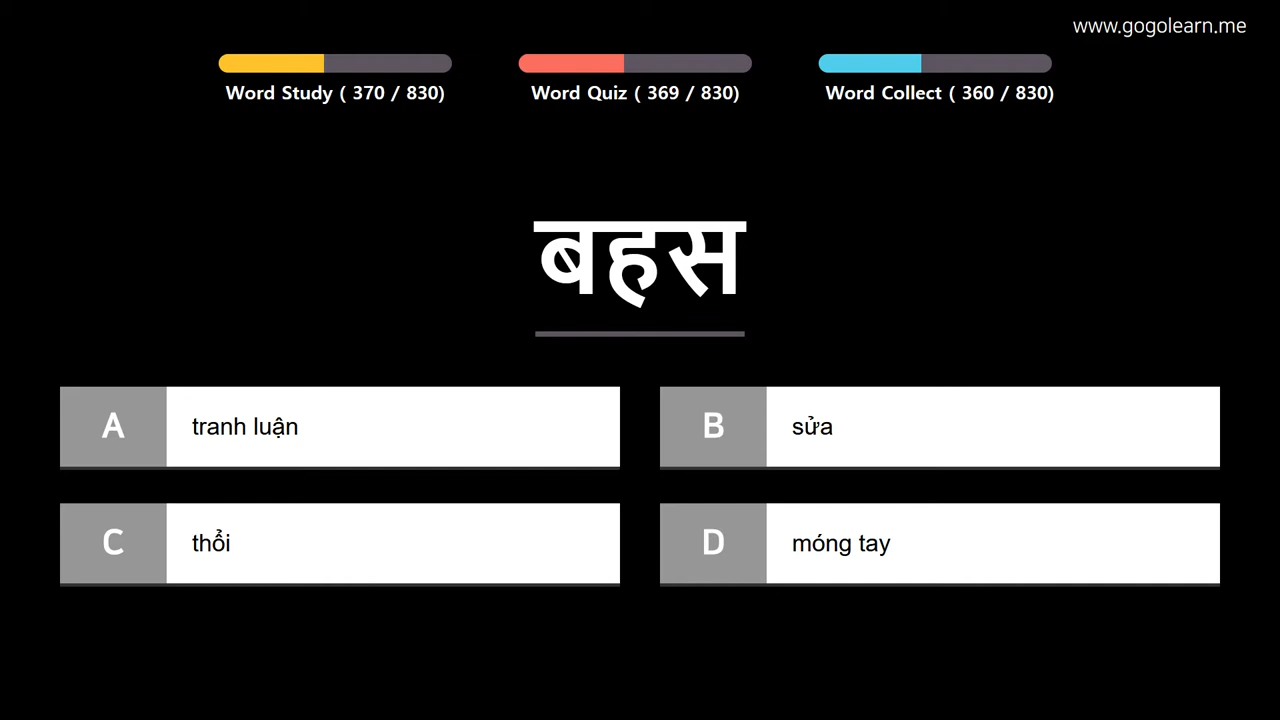 www.gogolearn.me
Word Study ( 370 / 830)
Word Quiz ( 369 / 830)
Word Collect ( 360 / 830)
बहस
A tranh luận
B sửa
C thổi
D móng tay